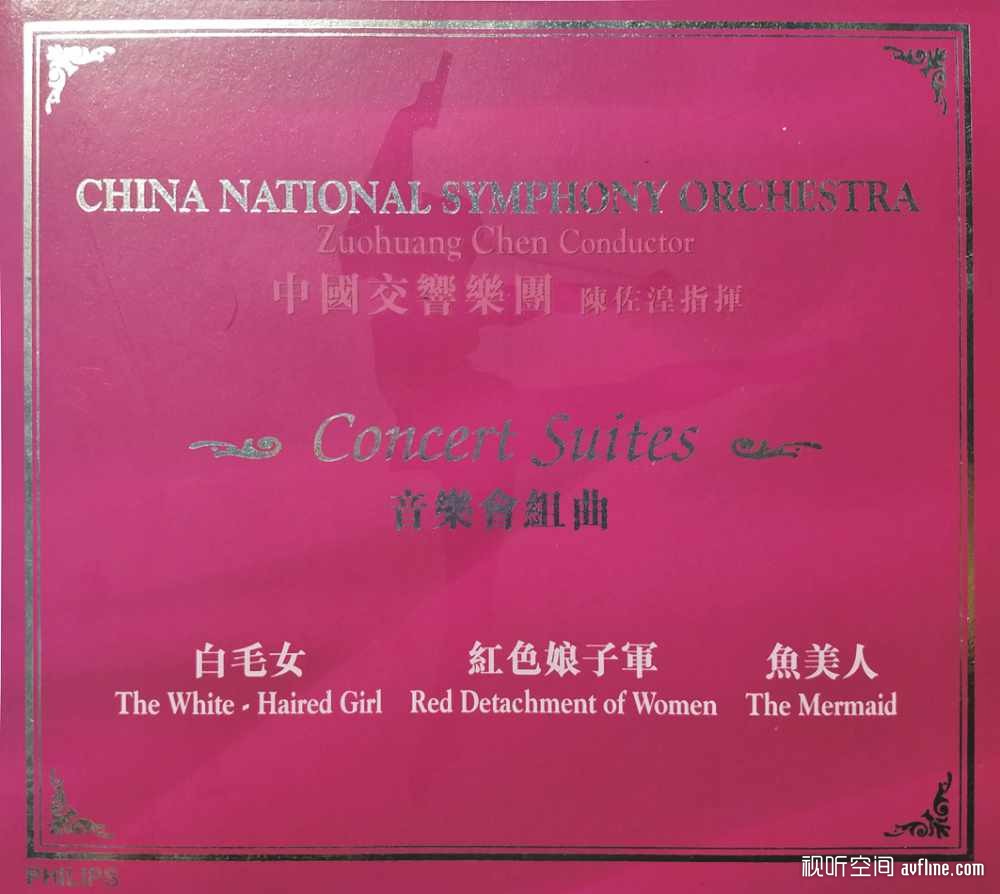 CHINA NATIONAL SYMPHONY ORCHESTRA
Zuohuang Chen Conductor
中國交響樂團 陳佐湟指揮
Concert Suites
音樂會組曲
白毛女 紅色娘子軍 魚美人
The White - Haired Girl Red Detachment of Women The Mermaid
PHILIPS
视听空间 avfline.com